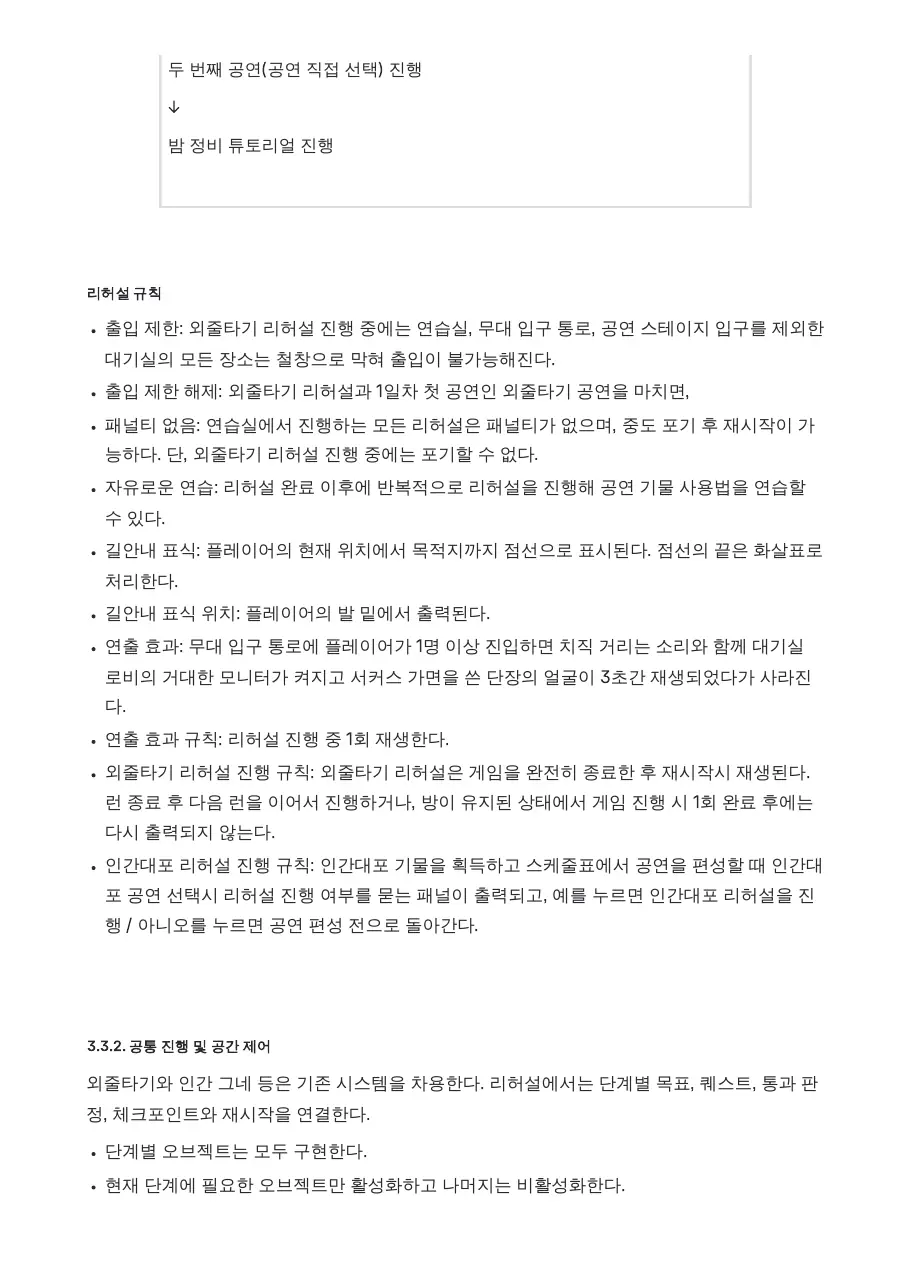 두 번째 공연(공연 직접 선택) 진행
↓
밤 정비 튜토리얼 진행
리허설 규칙
• 출입 제한: 외줄타기 리허설 진행 중에는 연습실, 무대 입구 통로, 공연 스테이지 입구를 제외한
대기실의 모든 장소는 철창으로 막혀 출입이 불가능해진다.
• 출입 제한 해제: 외줄타기 리허설과 1일차 첫 공연인 외줄타기 공연을 마치면,
• 패널티 없음: 연습실에서 진행하는 모든 리허설은 패널티가 없으며, 중도 포기 후 재시작이 가
능하다. 단, 외줄타기 리허설 진행 중에는 포기할 수 없다.
• 자유로운 연습: 리허설 완료 이후에 반복적으로 리허설을 진행해 공연 기물 사용법을 연습할
수 있다.
• 길안내 표식: 플레이어의 현재 위치에서 목적지까지 점선으로 표시된다. 점선의 끝은 화살표로
처리한다.
• 길안내 표식 위치: 플레이어의 발 밑에서 출력된다.
• 연출 효과: 무대 입구 통로에 플레이어가 1명 이상 진입하면 치직 거리는 소리와 함께 대기실
로비의 거대한 모니터가 켜지고 서커스 가면을 쓴 단장의 얼굴이 3초간 재생되었다가 사라진
다.
• 연출 효과 규칙: 리허설 진행 중 1회 재생한다.
• 외줄타기 리허설 진행 규칙: 외줄타기 리허설은 게임을 완전히 종료한 후 재시작시 재생된다.
런 종료 후 다음 런을 이어서 진행하거나, 방이 유지된 상태에서 게임 진행 시 1회 완료 후에는
다시 출력되지 않는다.
• 인간대포 리허설 진행 규칙: 인간대포 기물을 획득하고 스케줄표에서 공연을 편성할 때 인간대
포 공연 선택시 리허설 진행 여부를 묻는 패널이 출력되고, 예를 누르면 인간대포 리허설을 진
행 / 아니오를 누르면 공연 편성 전으로 돌아간다.
3.3.2. 공통 진행 및 공간 제어
외줄타기와 인간 그네 등은 기존 시스템을 차용한다. 리허설에서는 단계별 목표, 퀘스트, 통과 판
정, 체크포인트와 재시작을 연결한다.
• 단계별 오브젝트는 모두 구현한다.
• 현재 단계에 필요한 오브젝트만 활성화하고 나머지는 비활성화한다.